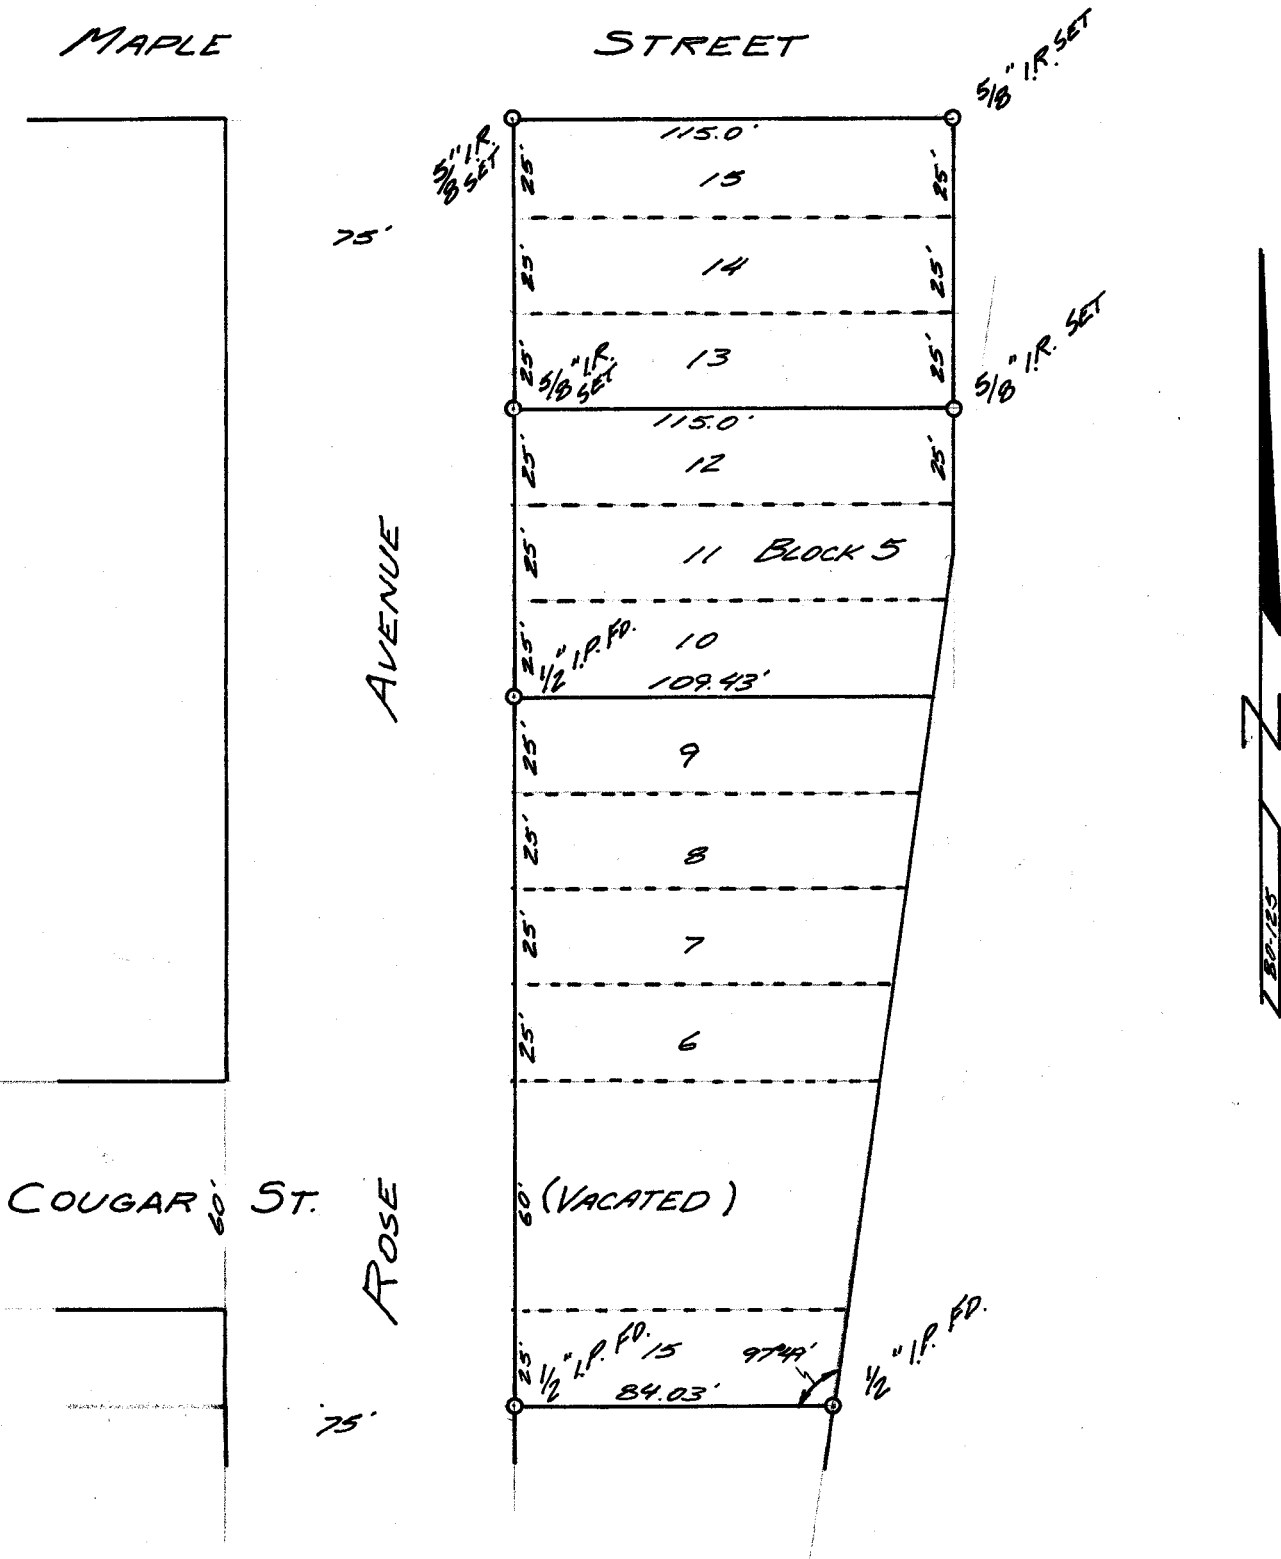 MAPLE STREET
5/8" I.R. SET
5/8" I.R. SET
115.0'
25' 15 25'
75'
25' 14 25'
25' 13 25'
5/8" I.R. SET
5/8" I.R. SET
115.0'
25' 12 25'
25' 11 BLOCK 5
AVENUE
25' 10
1/2" I.P. FD.
109.43'
25' 9
25' 8
25' 7
25' 6
80-125
N
COUGAR ST.
60'
60' (VACATED)
ROSE
25' 15
1/2" I.P. FD.
1/2" I.P. FD.
84.03'
75'